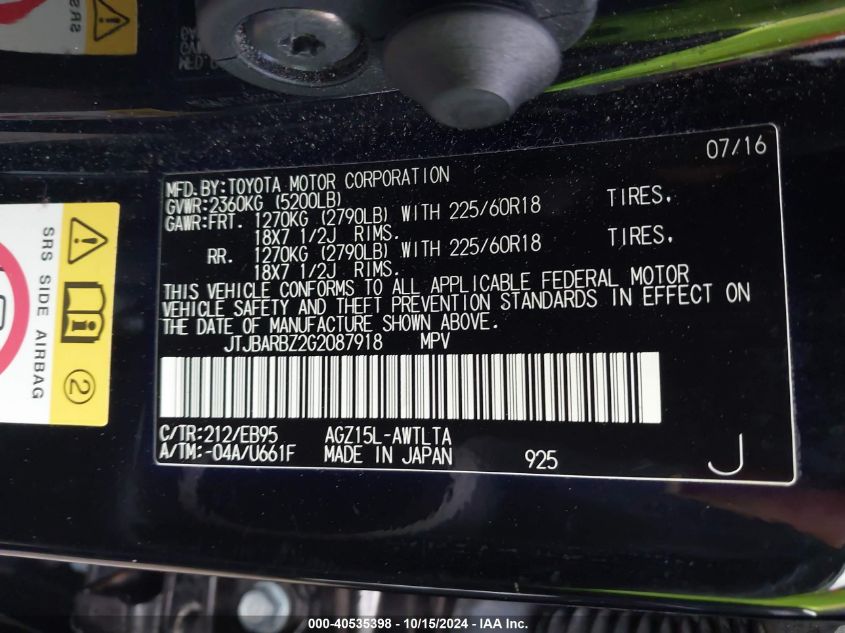 SRS
07/16
MFD.BY:TOYOTA MOTOR CORPORATION
GVWR:2360KG (5200LB)
GAWR:FRT. 1270KG (2790LB) WITH 225/60R18 TIRES,
18X7 1/2J RIMS.
RR. 1270KG (2790LB) WITH 225/60R18 TIRES,
18X7 1/2J RIMS.
THIS VEHICLE CONFORMS TO ALL APPLICABLE FEDERAL MOTOR
VEHICLE SAFETY AND THEFT PREVENTION STANDARDS IN EFFECT ON
THE DATE OF MANUFACTURE SHOWN ABOVE.
JTJBARBZ2G2087918 MPV
C/TR:212/EB95 AGZ15L-AWTLTA
A/TM:-04A/U661F MADE IN JAPAN 925 J
SRS SIDE AIRBAG
2
000-40535398 - 10/15/2024 - IAA Inc.